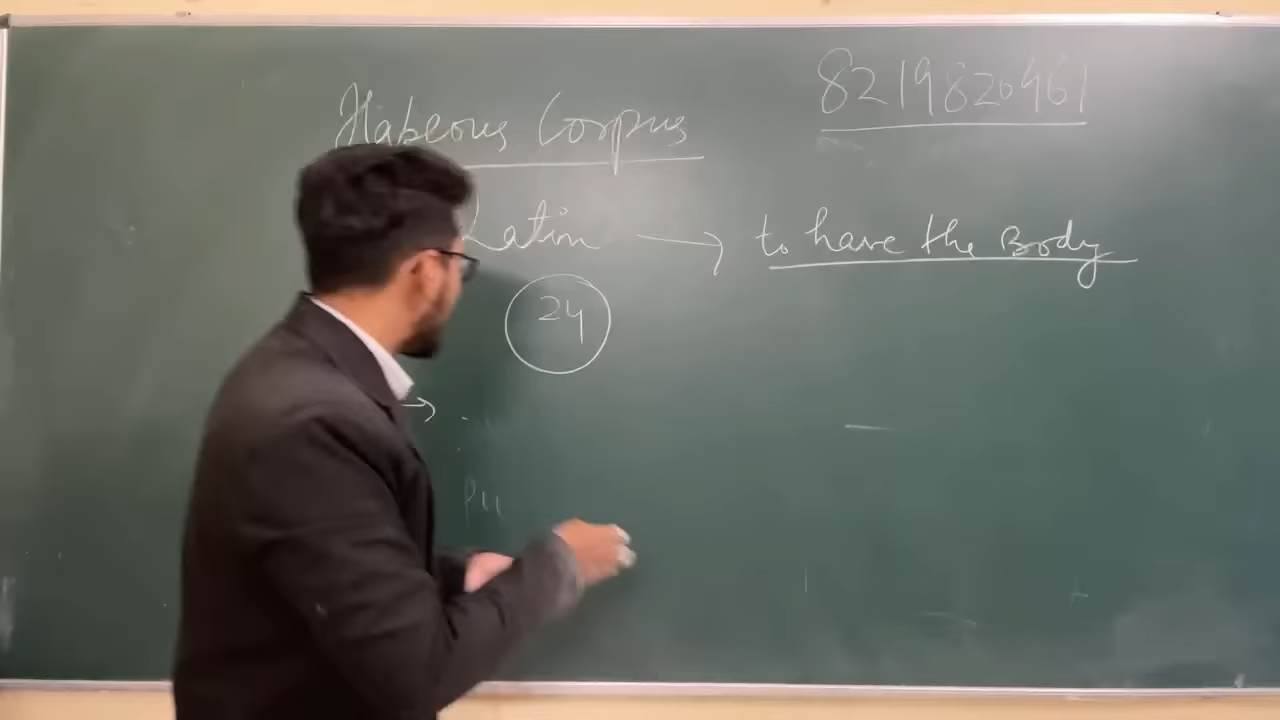 Habeous Corpus
8219820461
Latin → to have the Body
24
→